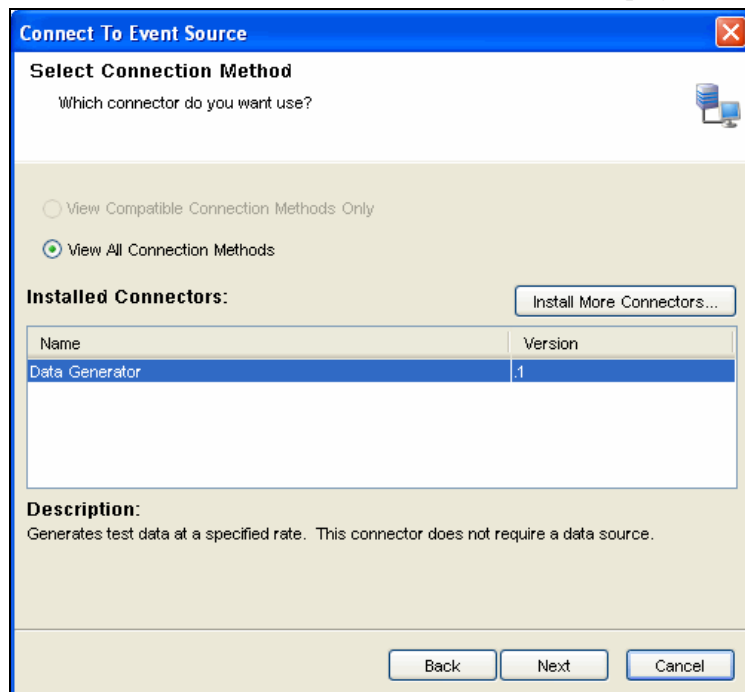 Connect To Event Source
Select Connection Method
Which connector do you want use?
View Compatible Connection Methods Only
View All Connection Methods
Installed Connectors:
Install More Connectors...
Name Version
Data Generator .1
Description:
Generates test data at a specified rate. This connector does not require a data source.
Back Next Cancel